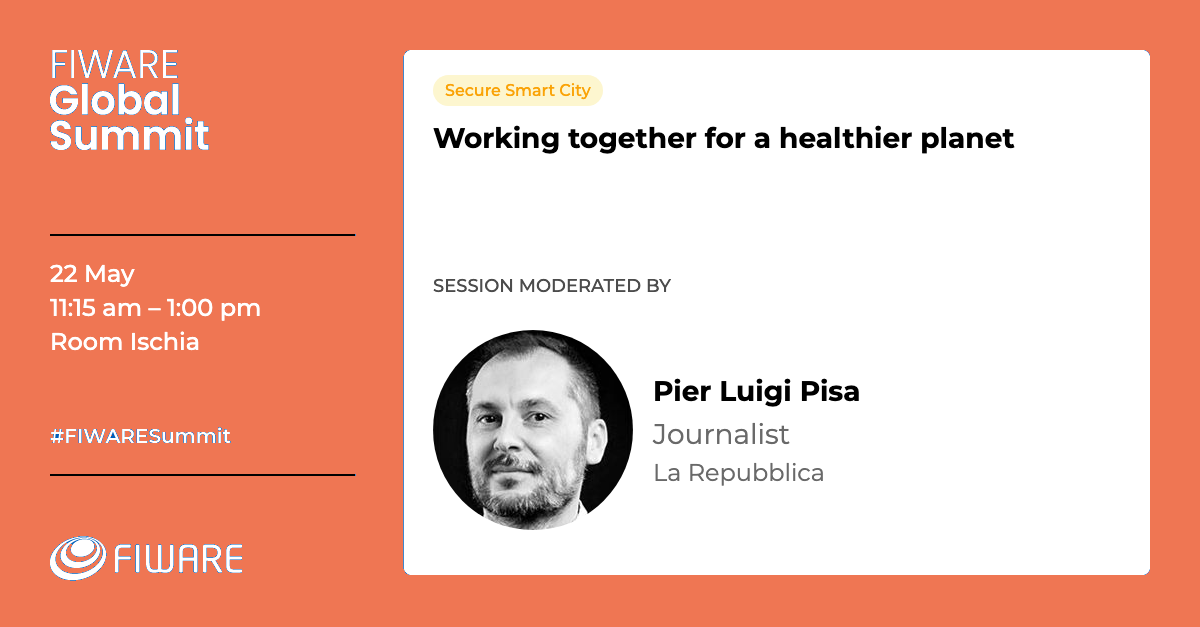 FIWARE
Global
Summit
22 May
11:15 am – 1:00 pm
Room Ischia
#FIWARESummit
FIWARE
Secure Smart City
Working together for a healthier planet
SESSION MODERATED BY
Pier Luigi Pisa
Journalist
La Repubblica